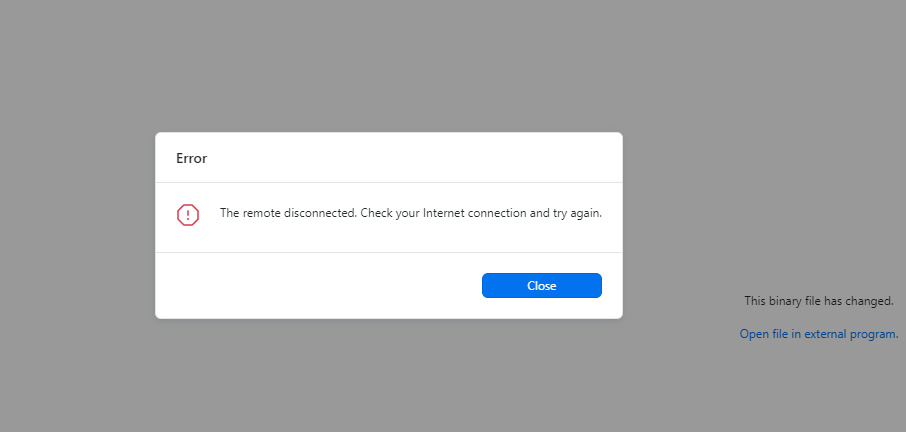 Error
The remote disconnected. Check your Internet connection and try again.
Close
This binary file has changed.
Open file in external program.